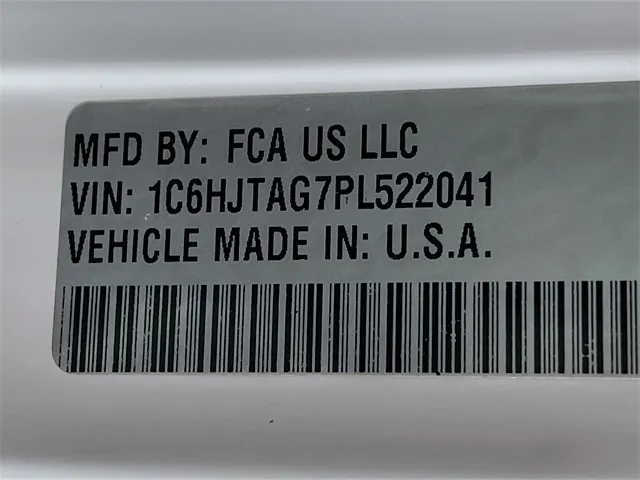 MFD BY: FCA US LLC
VIN: 1C6HJTAG7PL522041
VEHICLE MADE IN: U.S.A.